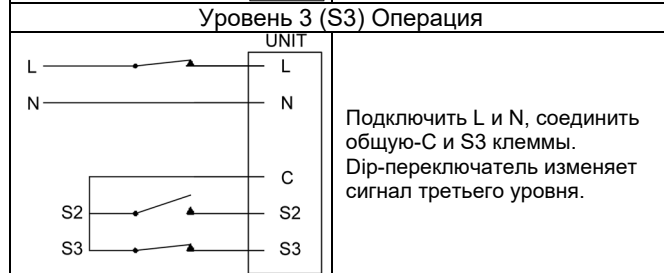 Уровень 3 (S3) Операция
UNIT
L L
N N
C
S2 S2
S3 S3
Подключить L и N, соединить
общую-C и S3 клеммы.
Dip-переключатель изменяет
сигнал третьего уровня.